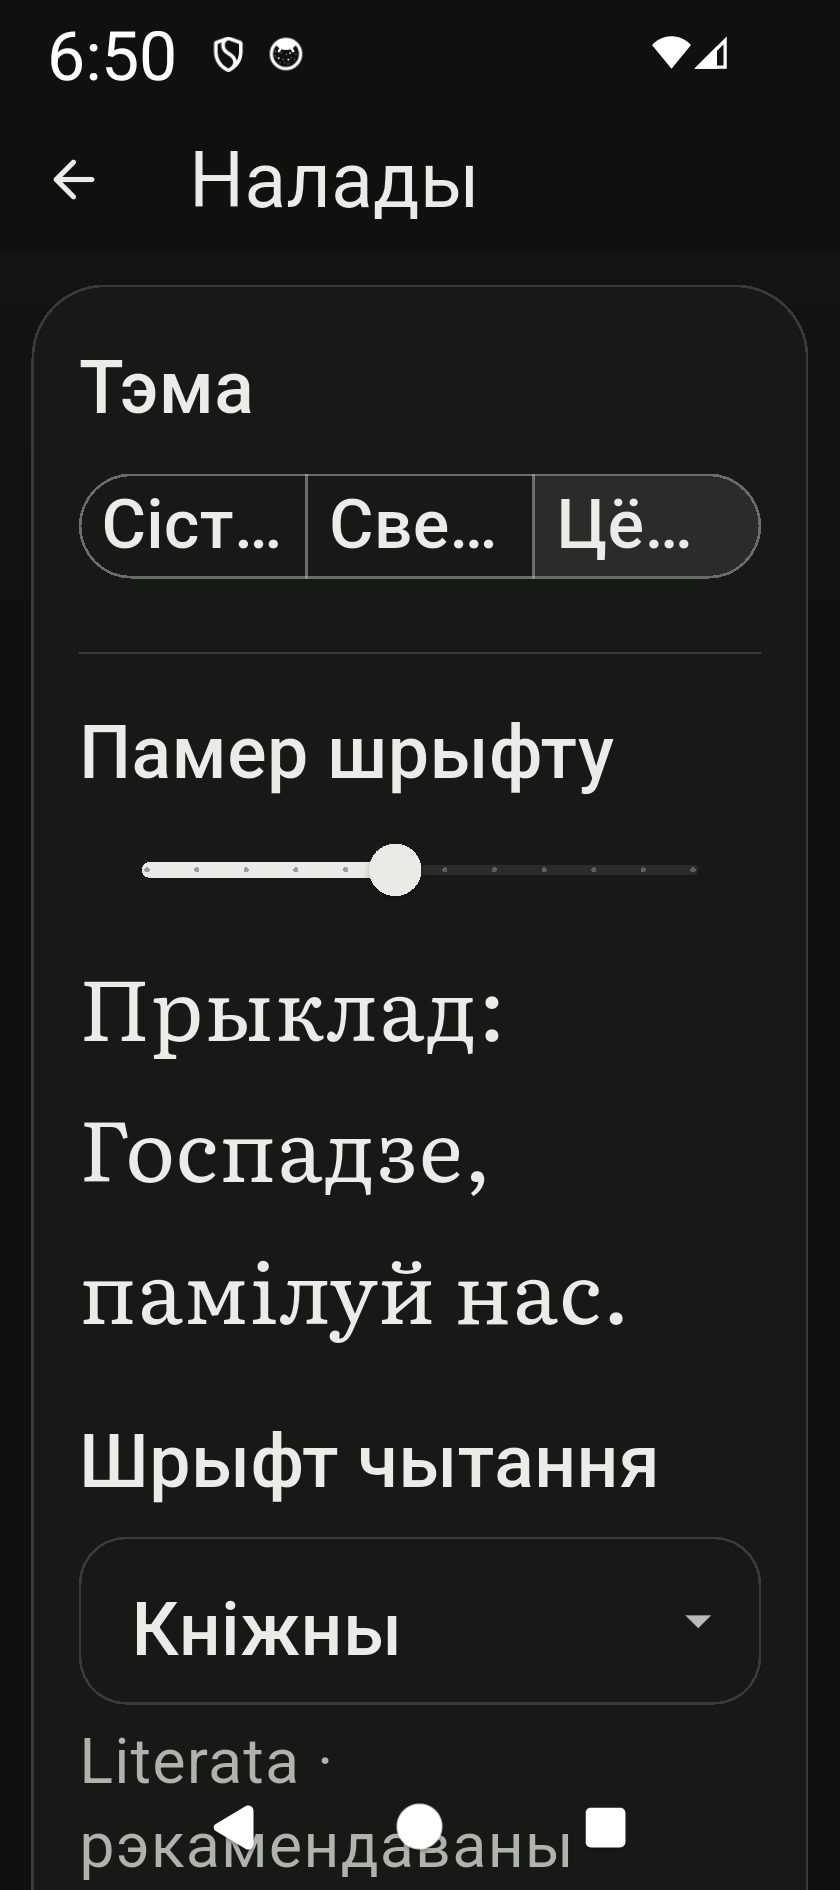 6:50
Налады
Тэма
Сіст... Све... Цё...
Памер шрыфту
Прыклад:
Госпадзе,
памілуй нас.
Шрыфт чытання
Кніжны
Literata ·
рэкамендаваны